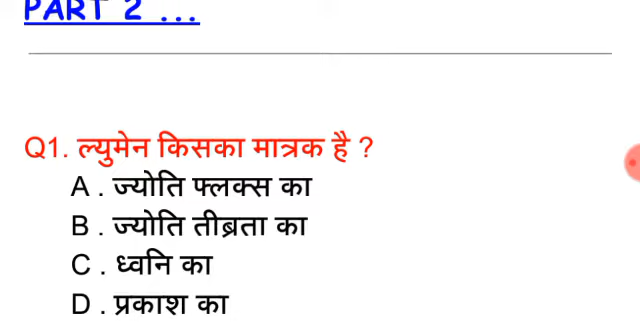 PART 2 ...
Q1. ल्युमेन किसका मात्रक है ?
A . ज्योति फ्लक्स का
B . ज्योति तीब्रता का
C . ध्वनि का
D . प्रकाश का